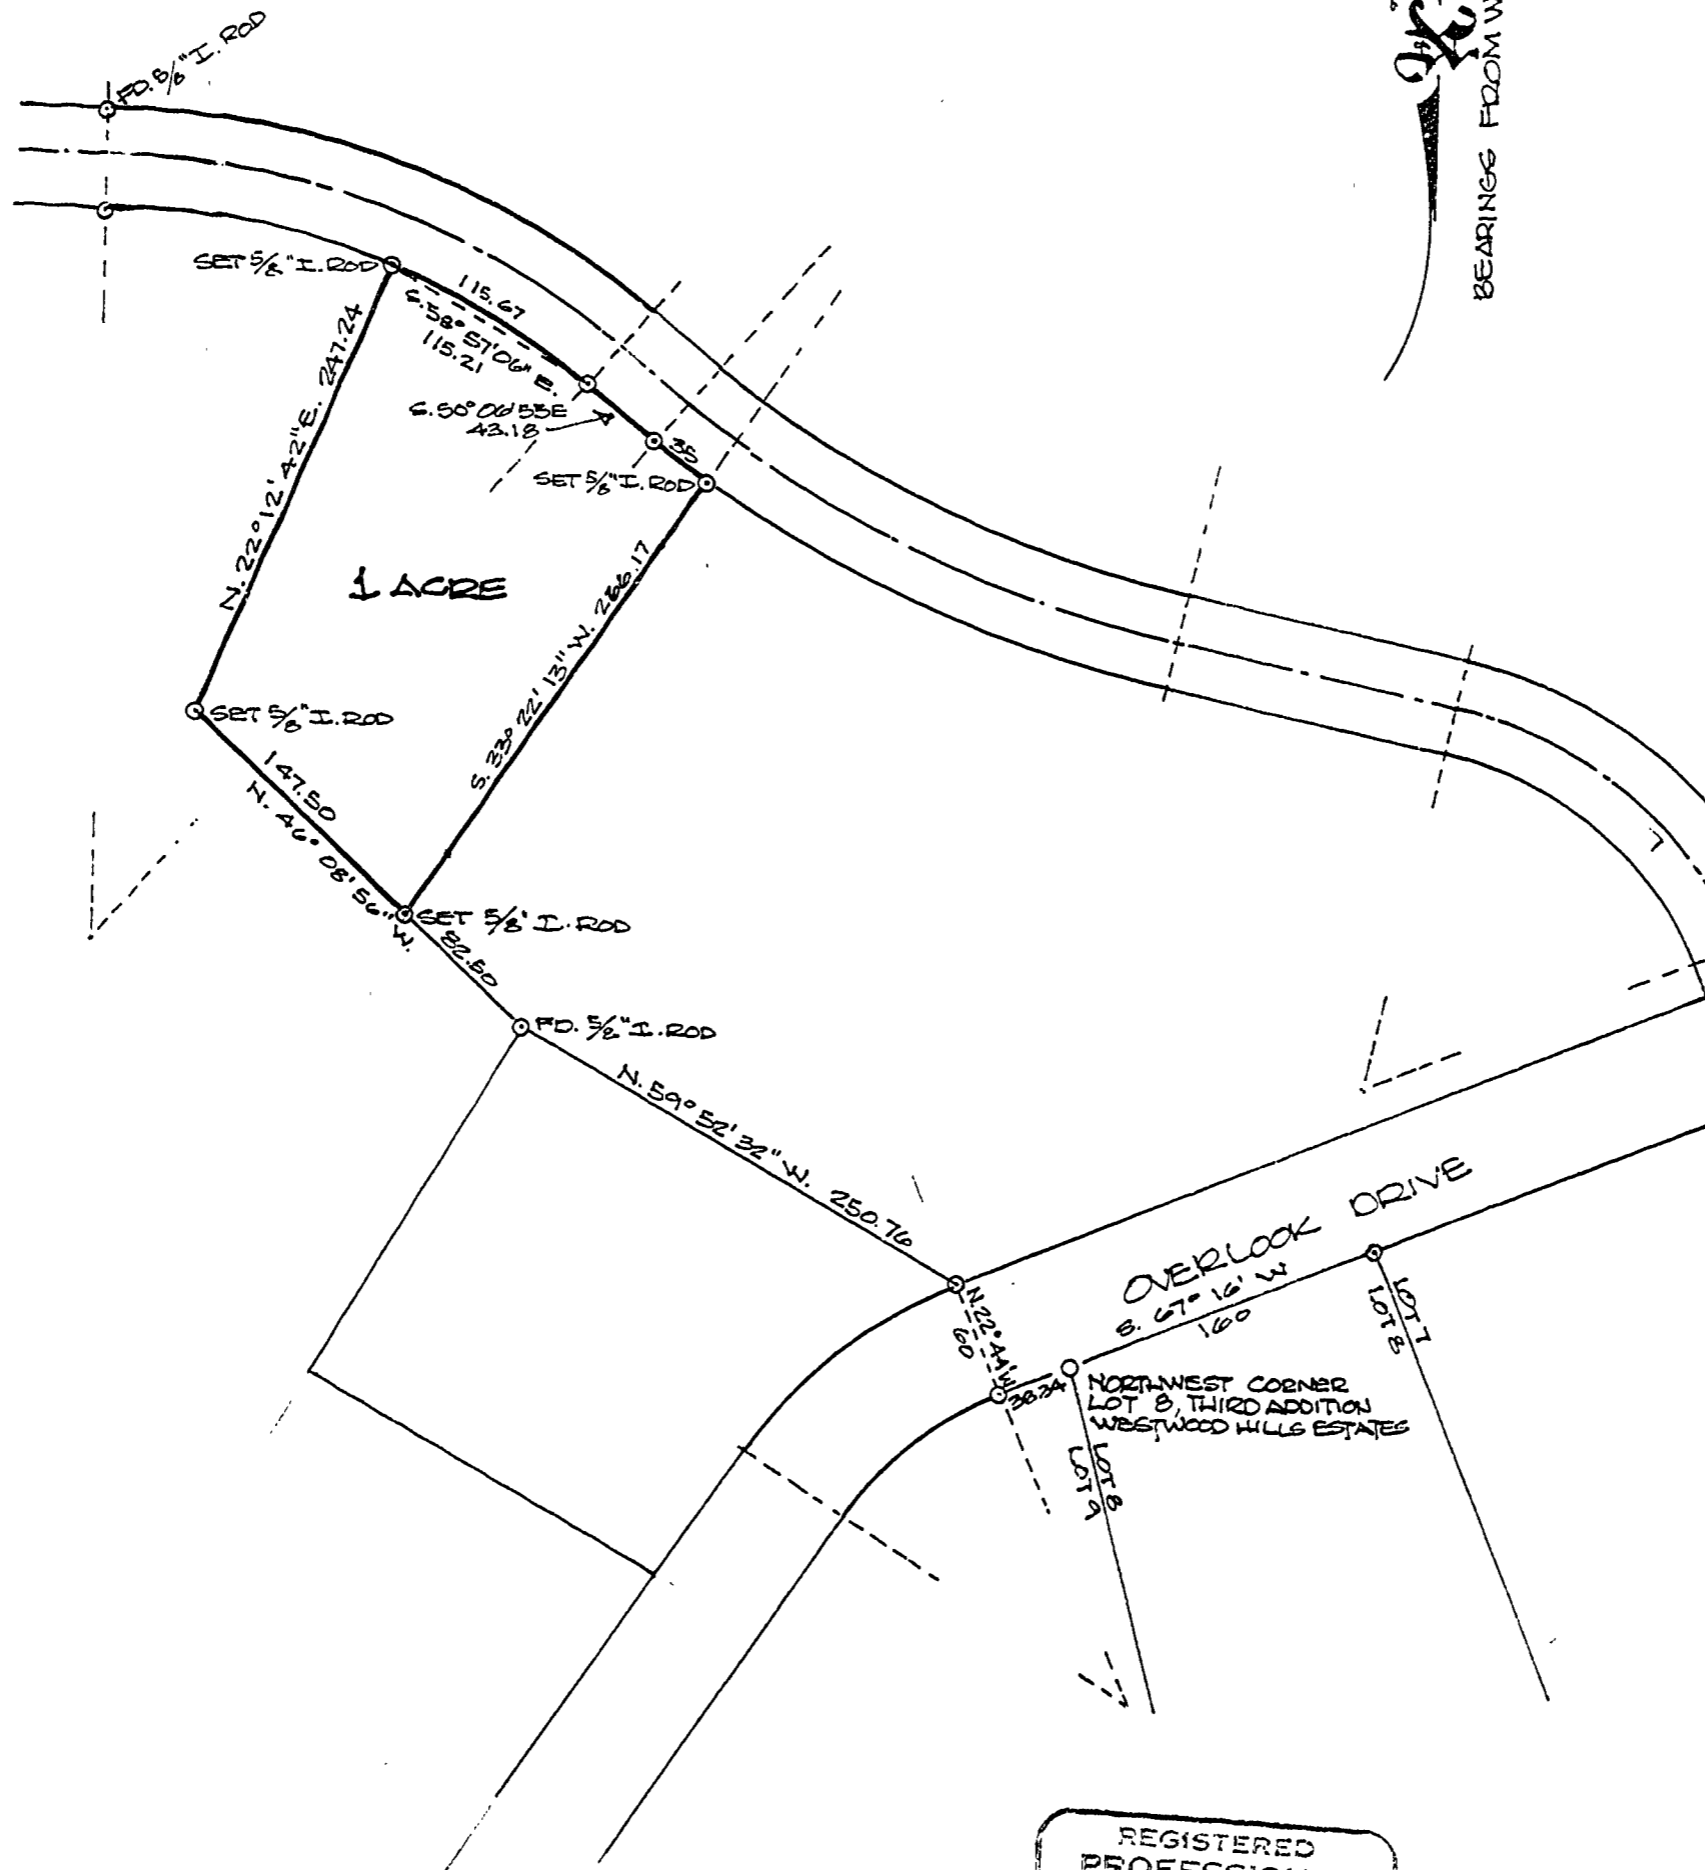 FD. 5/8" I. ROD
BEARINGS FROM W
SET 5/8" I. ROD
115.67
S. 58° 57' 06" E.
115.21
N. 22° 12' 42" E. 247.24
S. 50° 06' 53 E
43.18
35
SET 5/8" I. ROD
1 ACRE
S. 33° 22' 13" W. 266.17
SET 5/8" I. ROD
147.50
N. 46° 08' 56" W.
SET 5/8" I. ROD
82.50
FD. 5/8" I. ROD
N. 59° 52' 32" W. 250.76
OVERLOOK DRIVE
S. 67° 16' W
160
N. 22° 44' W
60
38.34
LOT 7
LOT 8
NORTHWEST CORNER
LOT 8, THIRD ADDITION
WESTWOOD HILLS ESTATES
LOT 8
LOT 9
REGISTERED